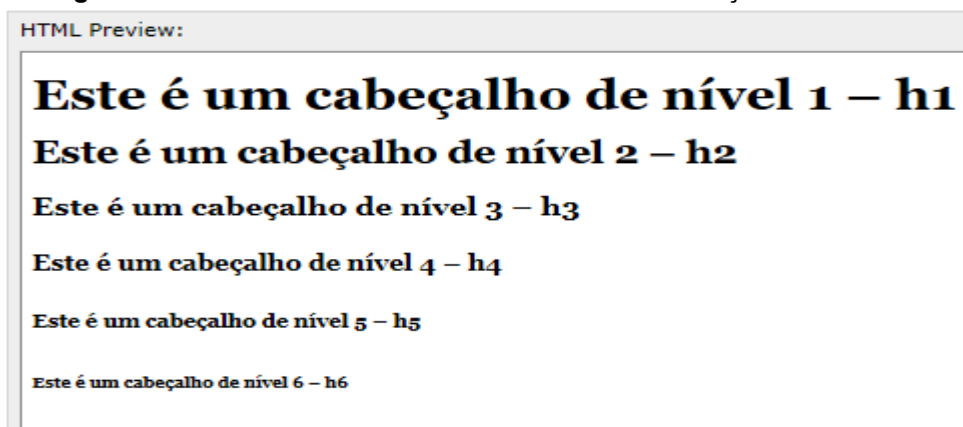 HTML Preview:
Este é um cabeçalho de nível 1 – h1
Este é um cabeçalho de nível 2 – h2
Este é um cabeçalho de nível 3 – h3
Este é um cabeçalho de nível 4 – h4
Este é um cabeçalho de nível 5 – h5
Este é um cabeçalho de nível 6 – h6